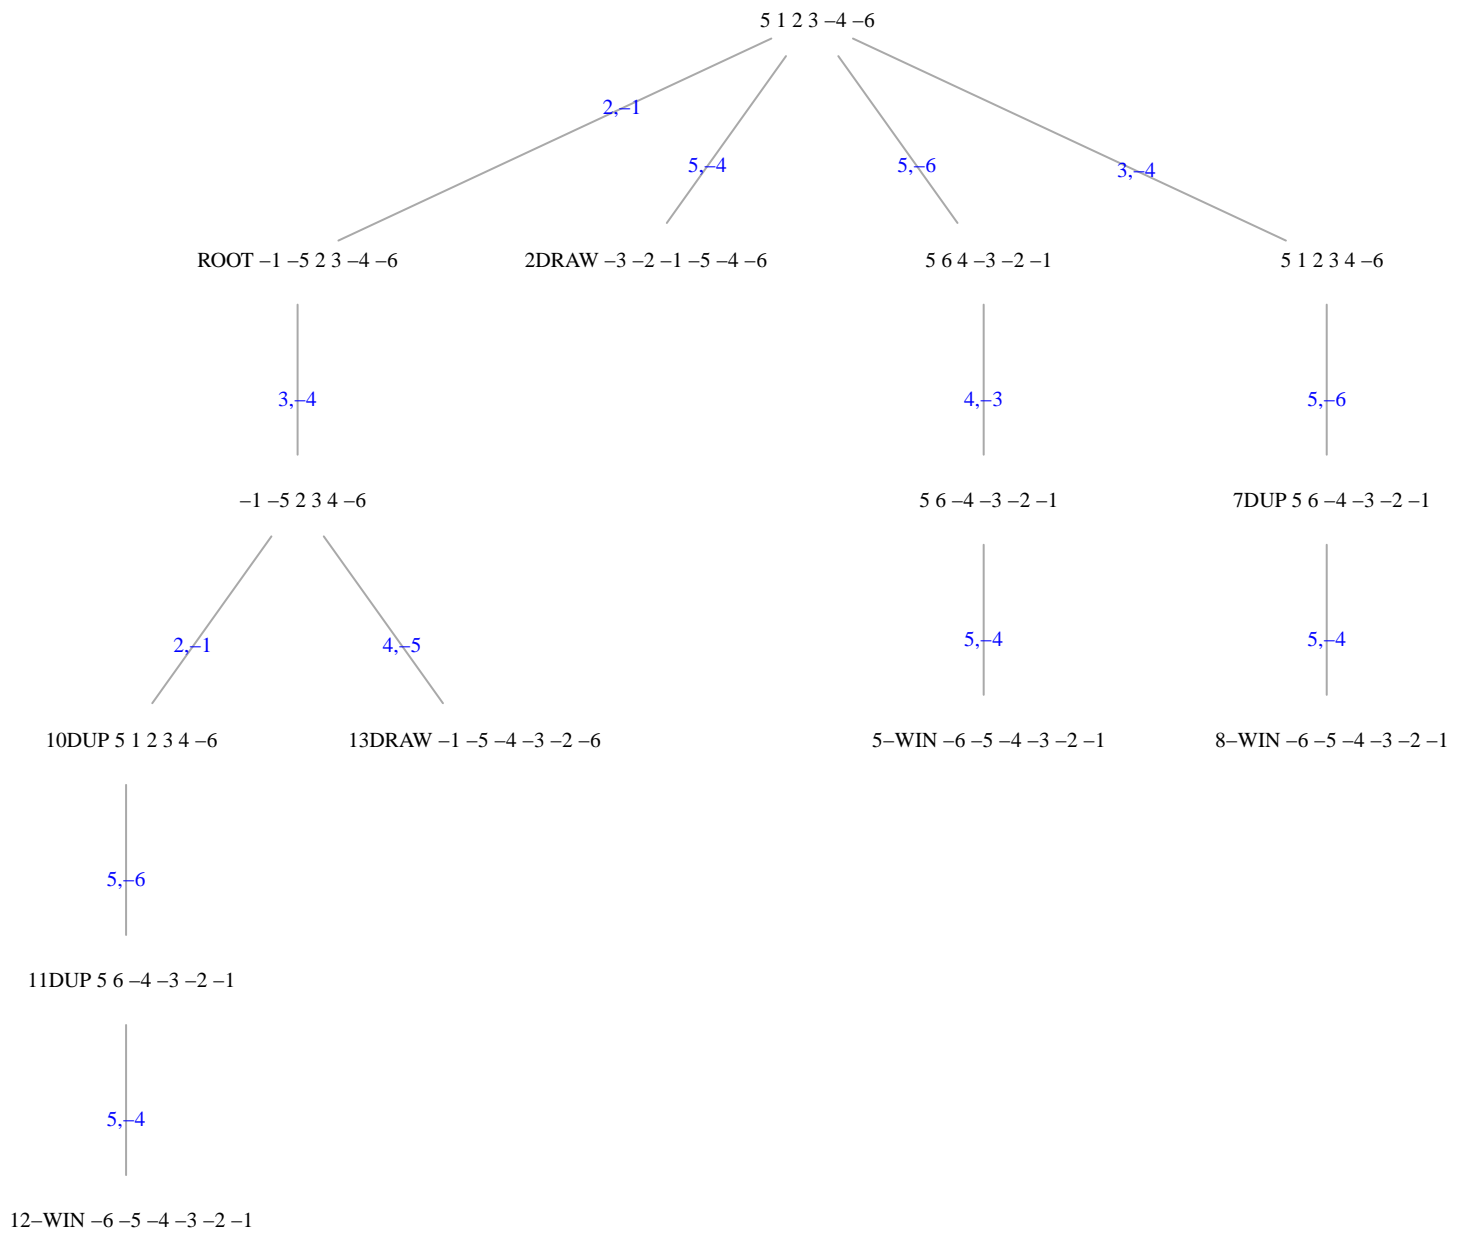 5 1 2 3 –4 –6
2,–1
5,–4
5,–6
3,–4
ROOT –1 –5 2 3 –4 –6
2DRAW –3 –2 –1 –5 –4 –6
5 6 4 –3 –2 –1
5 1 2 3 4 –6
3,–4
4,–3
5,–6
–1 –5 2 3 4 –6
5 6 –4 –3 –2 –1
7DUP 5 6 –4 –3 –2 –1
2,–1
4,–5
5,–4
5,–4
10DUP 5 1 2 3 4 –6
13DRAW –1 –5 –4 –3 –2 –6
5–WIN –6 –5 –4 –3 –2 –1
8–WIN –6 –5 –4 –3 –2 –1
5,–6
11DUP 5 6 –4 –3 –2 –1
5,–4
12–WIN –6 –5 –4 –3 –2 –1